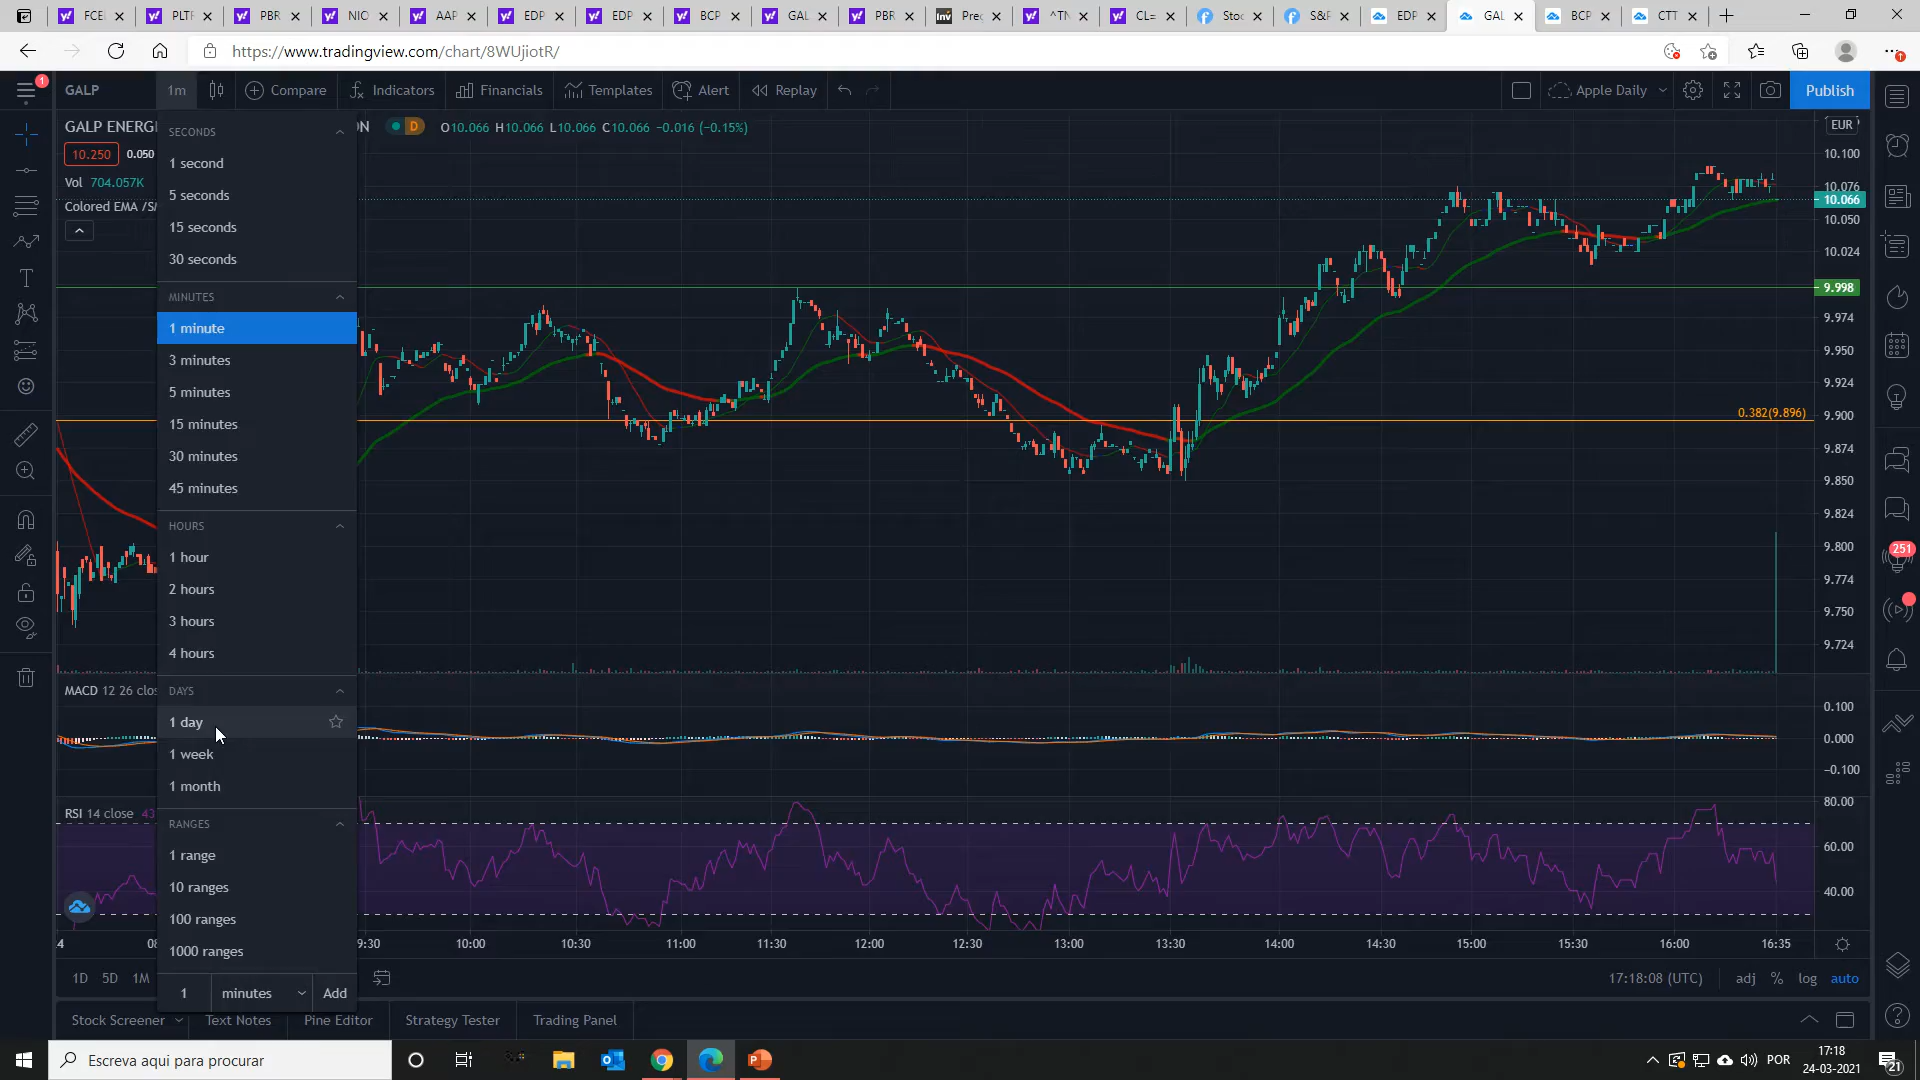 FCEI
PLTF
PBR
NIO
AAP
EDP
EDP
BCP
GAL
PBR
Inv
Preç
^TN
CL=
Stoc
S&F
EDP
GAL
BCP
CTT
https://www.tradingview.com/chart/8WUjiotR/
1
GALP
1m
Compare
Indicators
Financials
Templates
Alert
Replay
Apple Daily
Publish
GALP ENERGI
ON
D
O10.066 H10.066 L10.066 C10.066 −0.016 (−0.15%)
EUR
10.250
0.050
Vol 704.057K
Colored EMA /SM
SECONDS
1 second
5 seconds
15 seconds
30 seconds
MINUTES
1 minute
3 minutes
5 minutes
15 minutes
30 minutes
45 minutes
HOURS
1 hour
2 hours
3 hours
4 hours
DAYS
1 day
1 week
1 month
RANGES
1 range
10 ranges
100 ranges
1000 ranges
1
minutes
Add
10.100
10.076
10.066
10.050
10.024
9.998
9.974
9.950
9.924
0.382(9.896)
9.900
9.874
9.850
9.824
9.800
9.774
9.750
9.724
251
MACD 12 26 clos
0.100
0.000
−0.100
RSI 14 close 43
80.00
60.00
40.00
4
08
9:30
10:00
10:30
11:00
11:30
12:00
12:30
13:00
13:30
14:00
14:30
15:00
15:30
16:00
16:35
1D
5D
1M
17:18:08 (UTC)
adj
%
log
auto
Stock Screener
Text Notes
Pine Editor
Strategy Tester
Trading Panel
Escreva aqui para procurar
POR
17:18
24-03-2021
21